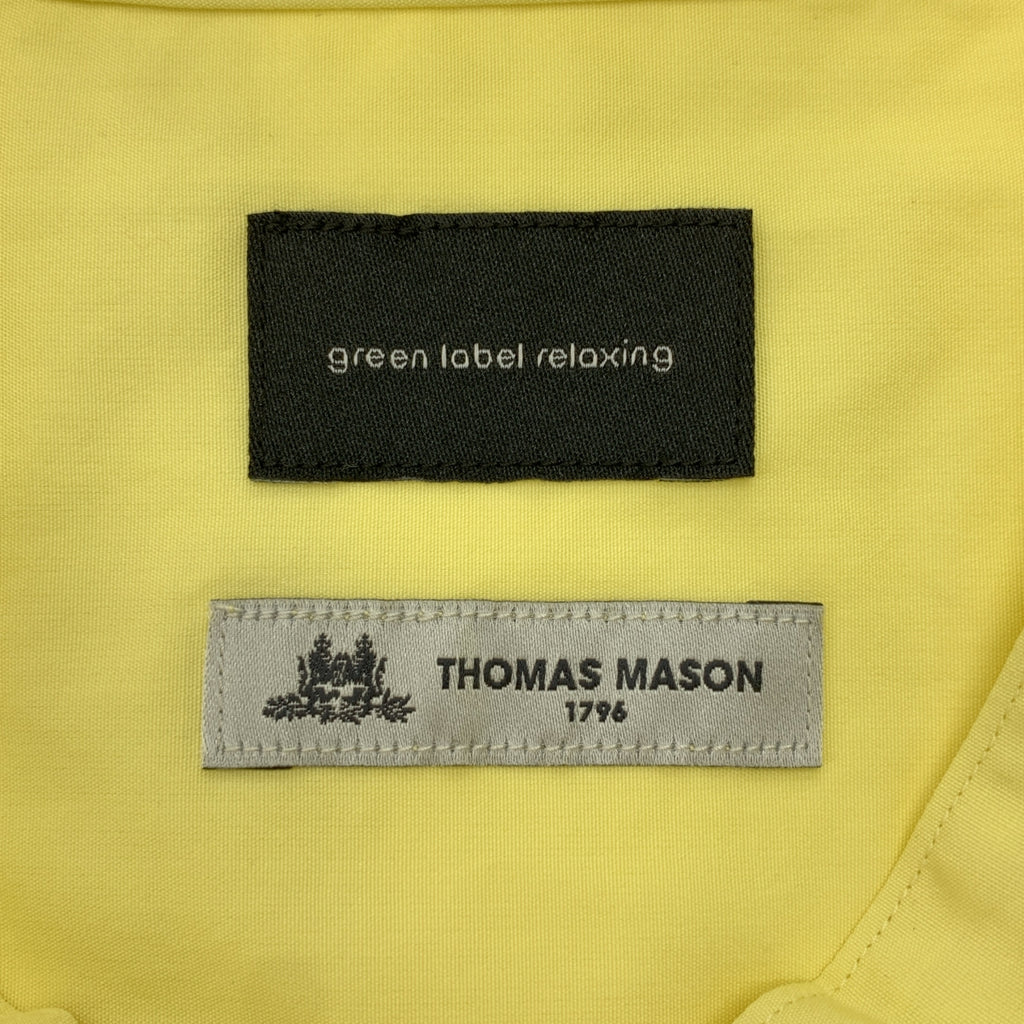 green label relaxing
THOMAS MASON
1796